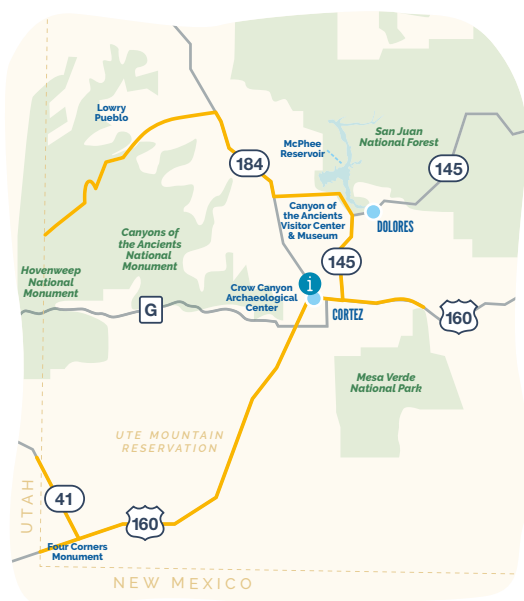 Lowry
Pueblo
184
McPhee
Reservoir
San Juan
National Forest
145
Canyon of
the Ancients
Visitor Center
& Museum
DOLORES
Canyons of
the Ancients
National
Monument
145
Hovenweep
National
Monument
Crow Canyon
Archaeological
Center
i
G
CORTEZ
160
Mesa Verde
National Park
UTE MOUNTAIN
RESERVATION
41
UTAH
160
Four Corners
Monument
NEW MEXICO